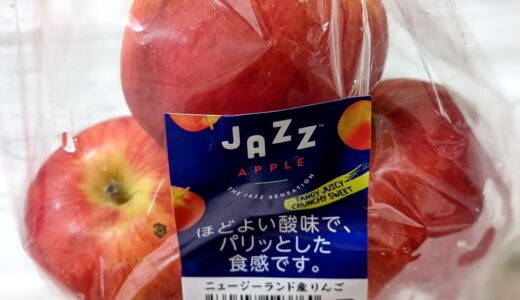 JAZZ™
APPLE
THE JAZZ SENSATION
TANGY JUICY
CRUNCHY SWEET
ほどよい酸味で、
パリッとした
食感です。
ニュージーランド産りんご